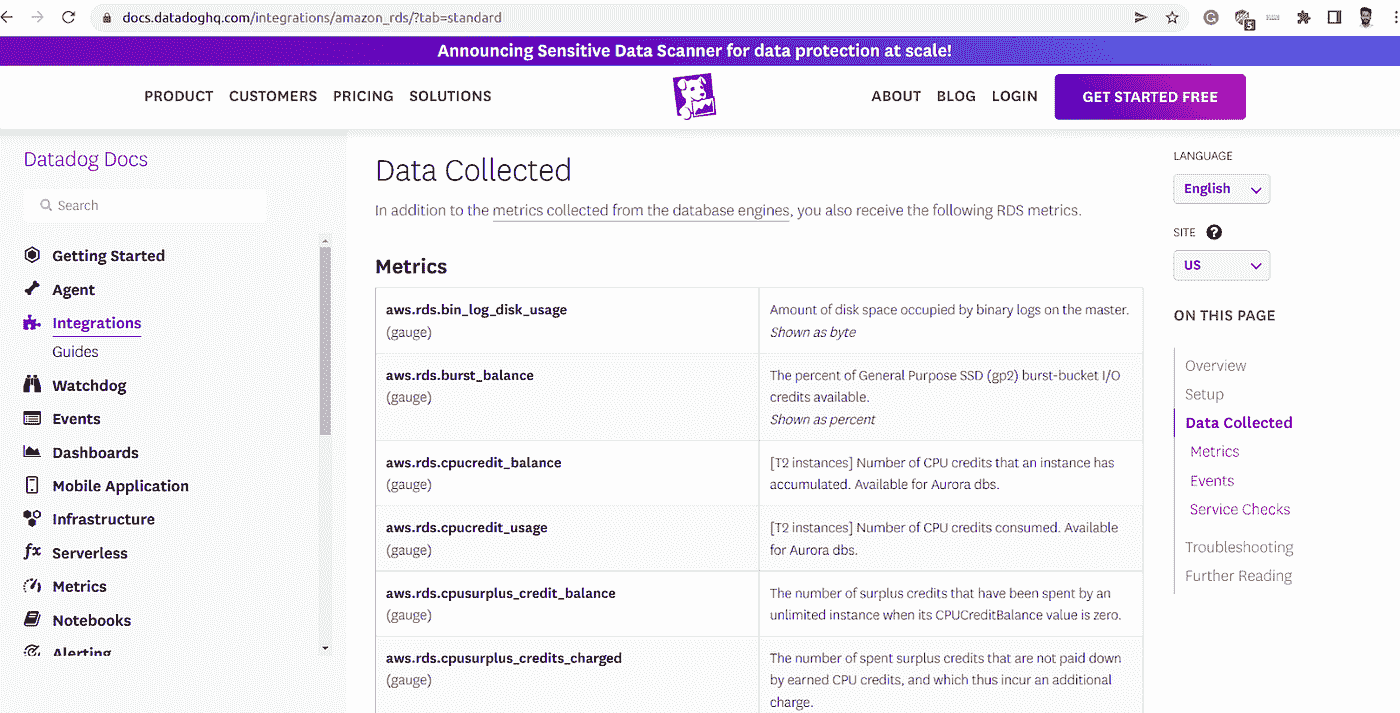 docs.datadoghq.com/integrations/amazon_rds/?tab=standard
5
Announcing Sensitive Data Scanner for data protection at scale!
PRODUCT CUSTOMERS PRICING SOLUTIONS
ABOUT BLOG LOGIN GET STARTED FREE
Datadog Docs
Search
Getting Started
Agent
Integrations
Guides
Watchdog
Events
Dashboards
Mobile Application
Infrastructure
Serverless
Metrics
Notebooks
Alerting
Data Collected
In addition to the metrics collected from the database engines, you also receive the following RDS metrics.
Metrics
aws.rds.bin_log_disk_usage
(gauge)
Amount of disk space occupied by binary logs on the master.
Shown as byte
aws.rds.burst_balance
(gauge)
The percent of General Purpose SSD (gp2) burst-bucket I/O
credits available.
Shown as percent
aws.rds.cpucredit_balance
(gauge)
[T2 instances] Number of CPU credits that an instance has
accumulated. Available for Aurora dbs.
aws.rds.cpucredit_usage
(gauge)
[T2 instances] Number of CPU credits consumed. Available
for Aurora dbs.
aws.rds.cpusurplus_credit_balance
(gauge)
The number of surplus credits that have been spent by an
unlimited instance when its CPUCreditBalance value is zero.
aws.rds.cpusurplus_credits_charged
(gauge)
The number of spent surplus credits that are not paid down
by earned CPU credits, and which thus incur an additional
charge.
LANGUAGE
English
SITE ?
US
ON THIS PAGE
Overview
Setup
Data Collected
Metrics
Events
Service Checks
Troubleshooting
Further Reading